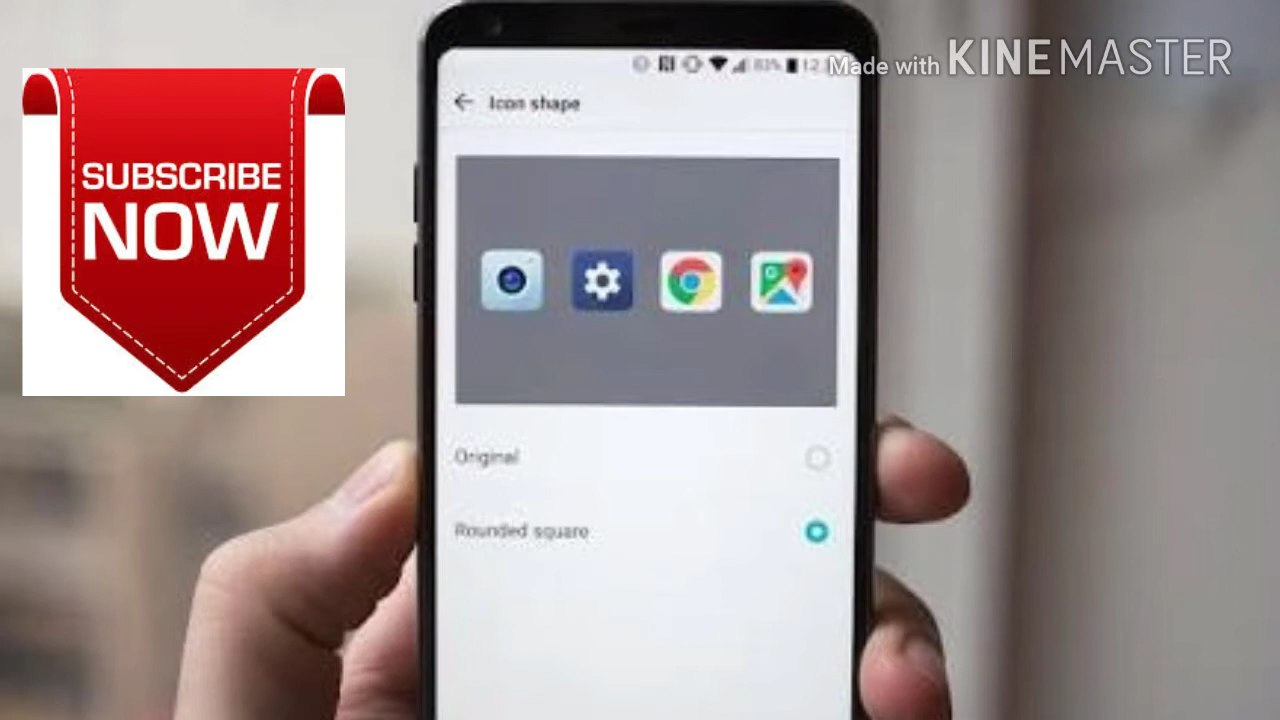 Made with KINEMASTER
Icon shape
SUBSCRIBE
NOW
Original
Rounded square